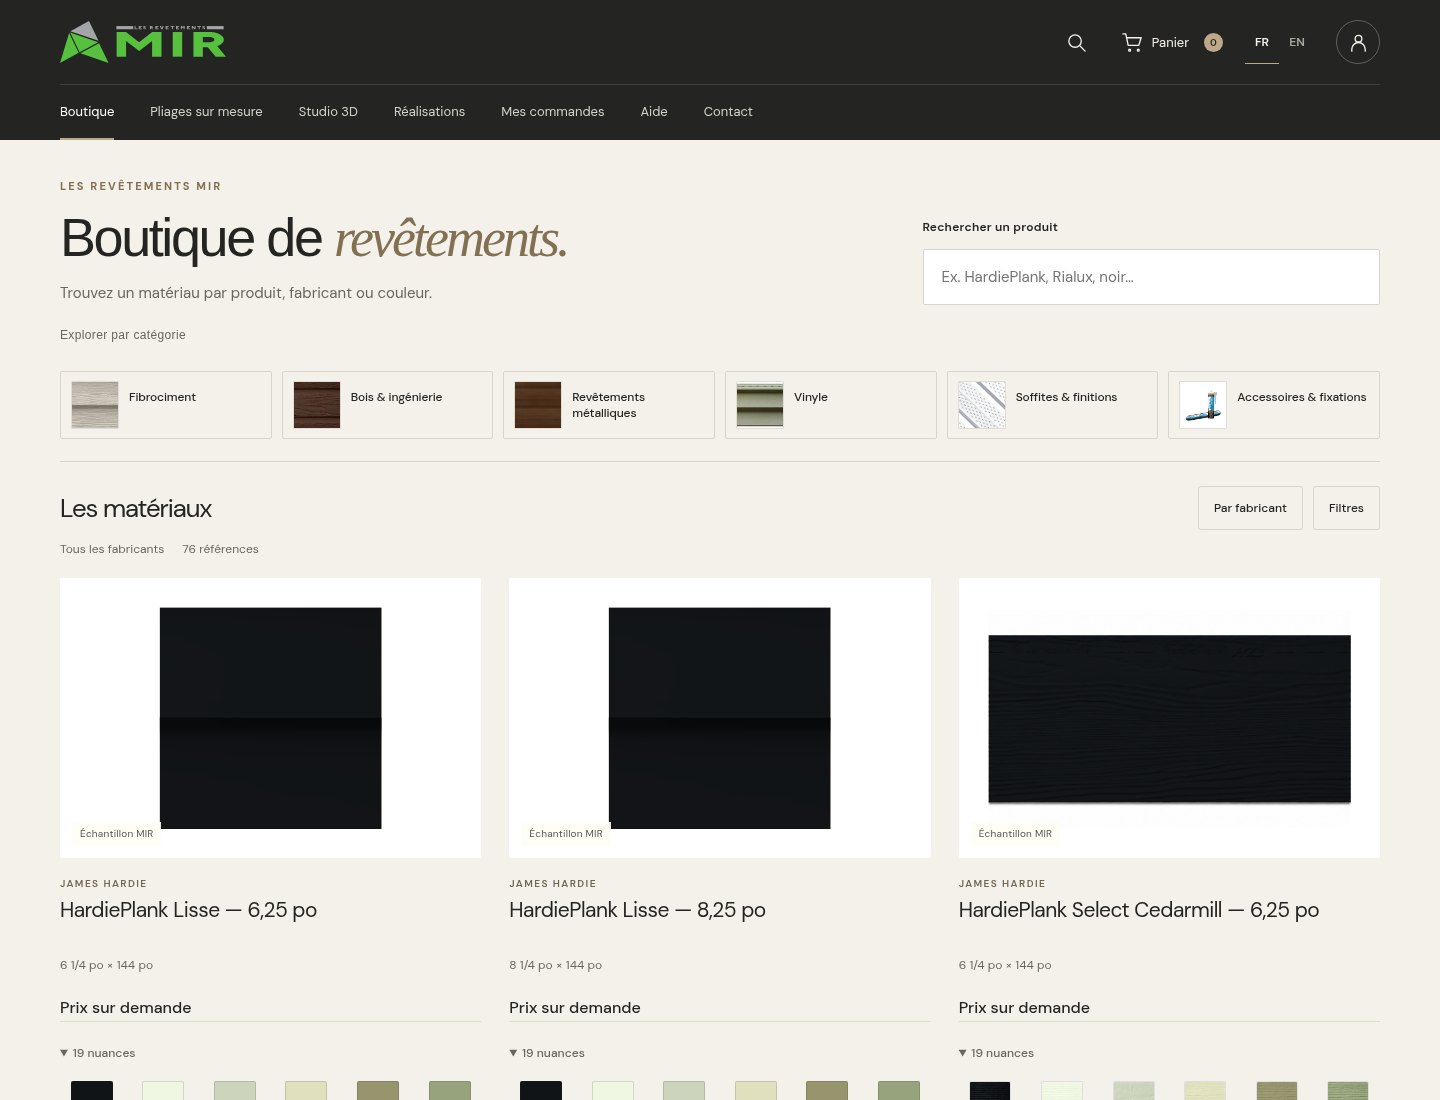 LES REVÊTEMENTS
MIR
Panier 0 FR EN
Boutique Pliages sur mesure Studio 3D Réalisations Mes commandes Aide Contact
LES REVÊTEMENTS MIR
Boutique de revêtements.
Trouvez un matériau par produit, fabricant ou couleur.
Rechercher un produit
Ex. HardiePlank, Rialux, noir...
Explorer par catégorie
Fibrociment
Bois & ingénierie
Revêtements
métalliques
Vinyle
Soffites & finitions
Accessoires & fixations
Les matériaux
Par fabricant Filtres
Tous les fabricants 76 références
Échantillon MIR Échantillon MIR Échantillon MIR
JAMES HARDIE JAMES HARDIE JAMES HARDIE
HardiePlank Lisse — 6,25 po HardiePlank Lisse — 8,25 po HardiePlank Select Cedarmill — 6,25 po
6 1/4 po × 144 po 8 1/4 po × 144 po 6 1/4 po × 144 po
Prix sur demande Prix sur demande Prix sur demande
▼ 19 nuances ▼ 19 nuances ▼ 19 nuances